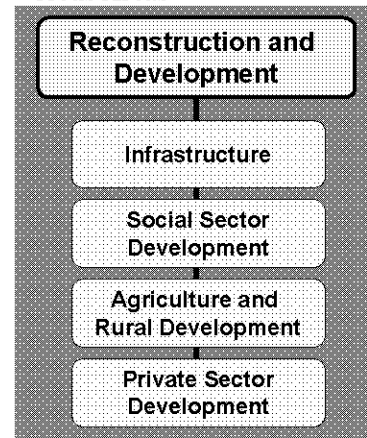 Reconstruction and
Development
Infrastructure
Social Sector
Development
Agriculture and
Rural Development
Private Sector
Development